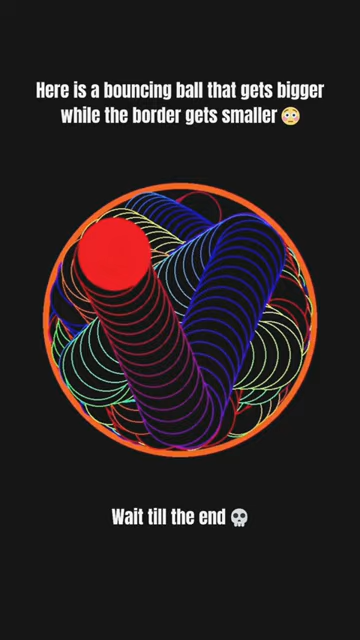 Here is a bouncing ball that gets bigger
while the border gets smaller 😳
Wait till the end 💀